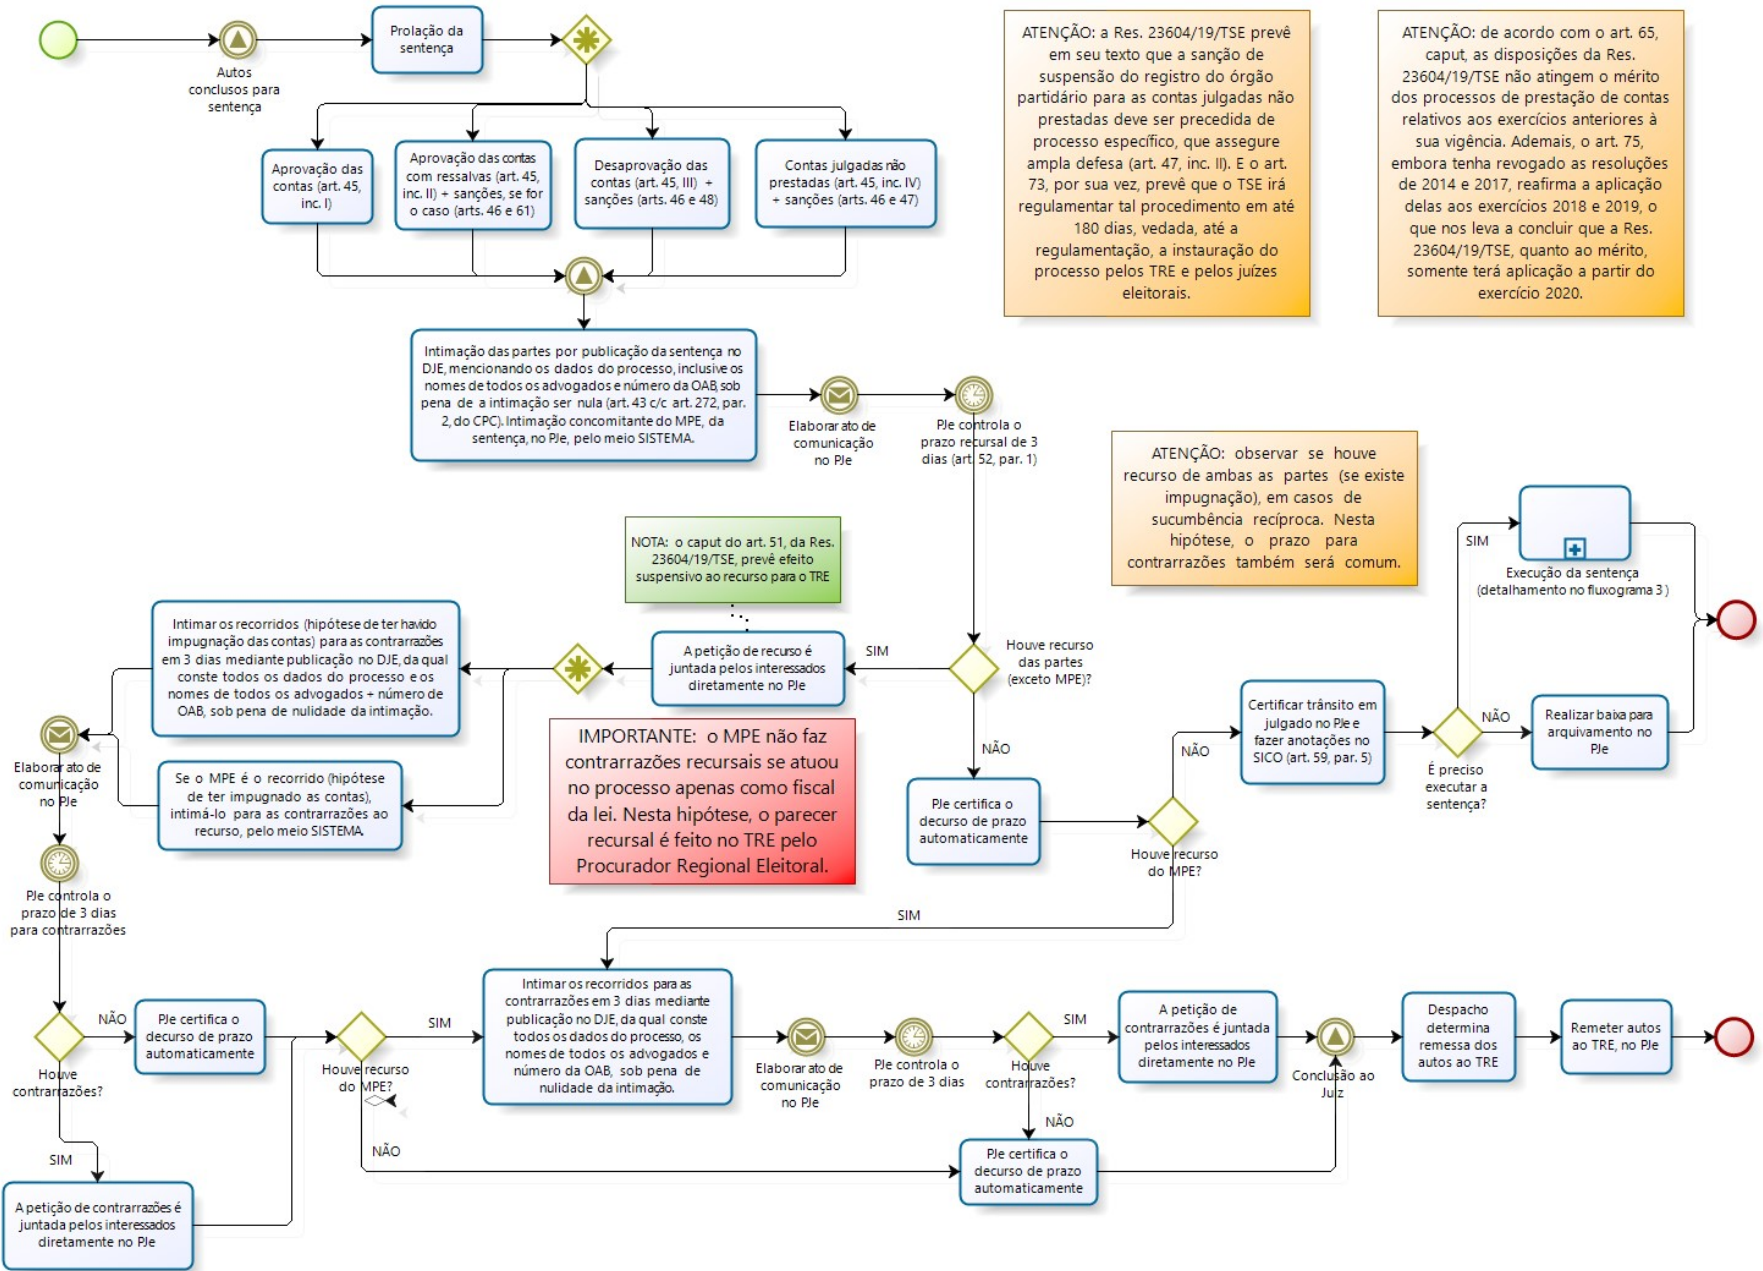 Autos
conclusos para
sentença
Prolação da
sentença
ATENÇÃO: a Res. 23604/19/TSE prevê
em seu texto que a sanção de
suspensão do registro do órgão
partidário para as contas julgadas não
prestadas deve ser precedida de
processo específico, que assegure
ampla defesa (art. 47, inc. II). E o art.
73, por sua vez, prevê que o TSE irá
regulamentar tal procedimento em até
180 dias, vedada, até a
regulamentação, a instauração do
processo pelos TRE e pelos juízes
eleitorais.
ATENÇÃO: de acordo com o art. 65,
caput, as disposições da Res.
23604/19/TSE não atingem o mérito
dos processos de prestação de contas
relativos aos exercícios anteriores à
sua vigência. Ademais, o art. 75,
embora tenha revogado as resoluções
de 2014 e 2017, reafirma a aplicação
delas aos exercícios 2018 e 2019, o
que nos leva a concluir que a Res.
23604/19/TSE, quanto ao mérito,
somente terá aplicação a partir do
exercício 2020.
Aprovação das
contas (art. 45,
inc. I)
Aprovação das contas
com ressalvas (art. 45,
inc. II) + sanções, se for
o caso (arts. 46 e 61)
Desaprovação das
contas (art. 45, III) +
sanções (arts. 46 e 48)
Contas julgadas não
prestadas (art. 45, inc. IV)
+ sanções (arts. 46 e 47)
Intimação das partes por publicação da sentença no
DJE, mencionando os dados do processo, inclusive os
nomes de todos os advogados e número da OAB, sob
pena de a intimação ser nula (art. 43 c/c art. 272, par.
2, do CPC). Intimação concomitante do MPE, da
sentença, no PJe, pelo meio SISTEMA.
Elaborar ato de
comunicação
no PJe
PJe controla o
prazo recursal de 3
dias (art. 52, par. 1)
ATENÇÃO: observar se houve
recurso de ambas as partes (se existe
impugnação), em casos de
sucumbência recíproca. Nesta
hipótese, o prazo para
contrarrazões também será comum.
SIM
Execução da sentença
(detalhamento no fluxograma 3)
NOTA: o caput do art. 51, da Res.
23604/19/TSE, prevê efeito
suspensivo ao recurso para o TRE
Intimar os recorridos (hipótese de ter havido
impugnação das contas) para as contrarrazões
em 3 dias mediante publicação no DJE, da qual
conste todos os dados do processo e os
nomes de todos os advogados + número de
OAB, sob pena de nulidade da intimação.
A petição de recurso é
juntada pelos interessados
diretamente no PJe
SIM
Houve recurso
das partes
(exceto MPE)?
NÃO
IMPORTANTE: o MPE não faz
contrarrazões recursais se atuou
no processo apenas como fiscal
da lei. Nesta hipótese, o parecer
recursal é feito no TRE pelo
Procurador Regional Eleitoral.
Certificar trânsito em
julgado no PJe e
fazer anotações no
SICO (art. 59, par. 5)
NÃO
É preciso
executar a
sentença?
NÃO
Realizar baixa para
arquivamento no
PJe
Elaborar ato de
comunicação
no PJe
Se o MPE é o recorrido (hipótese
de ter impugnado as contas),
intimá-lo para as contrarrazões ao
recurso, pelo meio SISTEMA.
PJe certifica o
decurso de prazo
automaticamente
Houve recurso
do MPE?
PJe controla o
prazo de 3 dias
para contrarrazões
SIM
NÃO
Houve
contrarrazões?
PJe certifica o
decurso de prazo
automaticamente
Houve recurso
do MPE?
SIM
Intimar os recorridos para as
contrarrazões em 3 dias mediante
publicação no DJE, da qual conste
todos os dados do processo, os
nomes de todos os advogados e
número da OAB, sob pena de
nulidade da intimação.
Elaborar ato de
comunicação
no PJe
PJe controla o
prazo de 3 dias
Houve
contrarrazões?
SIM
A petição de
contrarrazões é juntada
pelos interessados
diretamente no PJe
Conclusão ao
Juiz
Despacho
determina
remessa dos
autos ao TRE
Remeter autos
ao TRE, no PJe
NÃO
NÃO
PJe certifica o
decurso de prazo
automaticamente
SIM
A petição de contrarrazões é
juntada pelos interessados
diretamente no PJe